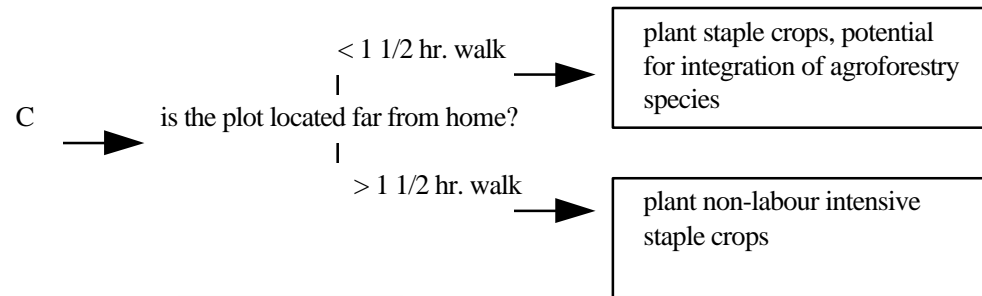 < 1 1/2 hr. walk
plant staple crops, potential
for integration of agroforestry
species
C
is the plot located far from home?
> 1 1/2 hr. walk
plant non-labour intensive
staple crops